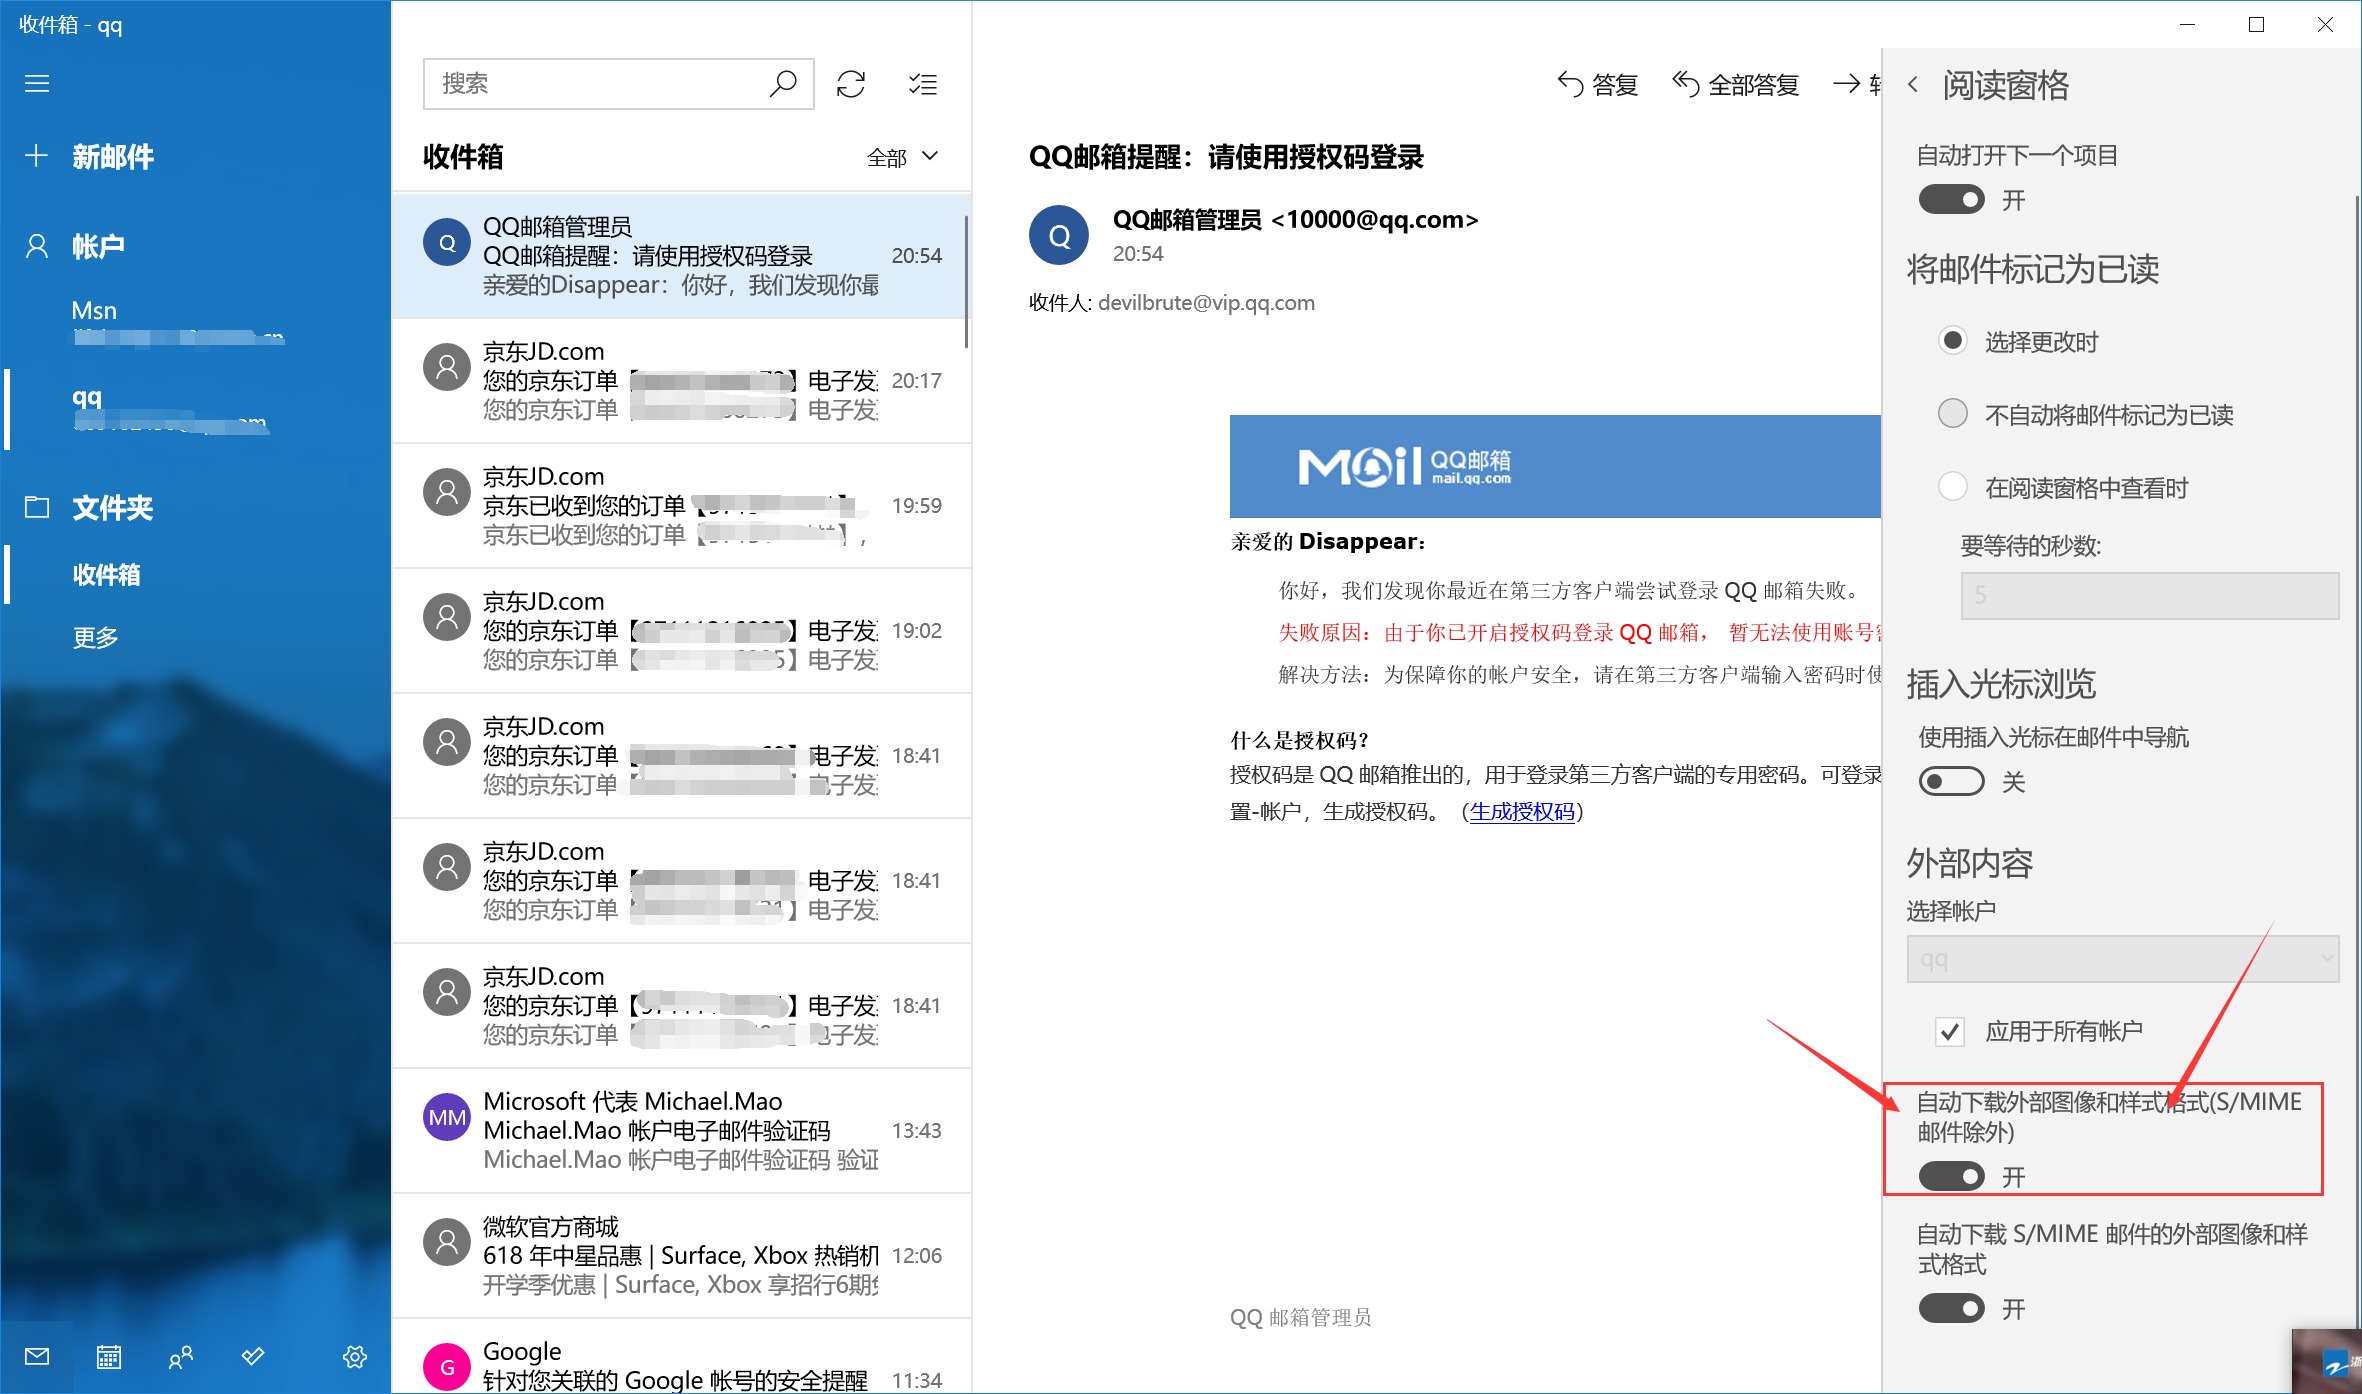 收件箱 - qq
新邮件
帐户
Msn
qq
文件夹
收件箱
更多
搜索
收件箱
全部
Q
QQ邮箱管理员
QQ邮箱提醒：请使用授权码登录
20:54
亲爱的Disappear：你好，我们发现你最
京东JD.com
您的京东订单【】电子发
20:17
您的京东订单 】电子发
京东JD.com
京东已收到您的订单
19:59
京东已收到您的订单【】，
京东JD.com
您的京东订单【】电子发
19:02
您的京东订单【】电子发
京东JD.com
您的京东订单 电子发
18:41
您的京东订单 电子发
京东JD.com
您的京东订单【 电子发
18:41
您的京东订单【】电子发
京东JD.com
您的京东订单【】电子发
18:41
您的京东订单【 电子发
MM
Microsoft 代表 Michael.Mao
Michael.Mao 帐户电子邮件验证码
13:43
Michael.Mao 帐户电子邮件验证码 验证
微软官方商城
618 年中星品惠 | Surface, Xbox 热销机
12:06
开学季优惠 | Surface, Xbox 享招行6期
G
Google
针对您关联的 Google 帐号的安全提醒
11:34
答复
全部答复
QQ邮箱提醒：请使用授权码登录
Q
QQ邮箱管理员 <10000@qq.com>
20:54
收件人: devilbrute@vip.qq.com
Mail QQ邮箱
mail.qq.com
亲爱的 Disappear：
你好，我们发现你最近在第三方客户端尝试登录 QQ 邮箱失败。
失败原因：由于你已开启授权码登录 QQ 邮箱， 暂无法使用账号
解决方法：为保障你的帐户安全，请在第三方客户端输入密码时使
什么是授权码？
授权码是 QQ 邮箱推出的，用于登录第三方客户端的专用密码。可登录
置-帐户，生成授权码。（生成授权码）
QQ 邮箱管理员
阅读窗格
自动打开下一个项目
开
将邮件标记为已读
选择更改时
不自动将邮件标记为已读
在阅读窗格中查看时
要等待的秒数:
5
插入光标浏览
使用插入光标在邮件中导航
关
外部内容
选择帐户
qq
应用于所有帐户
自动下载外部图像和样式格式(S/MIME
邮件除外)
开
自动下载 S/MIME 邮件的外部图像和样
式格式
开